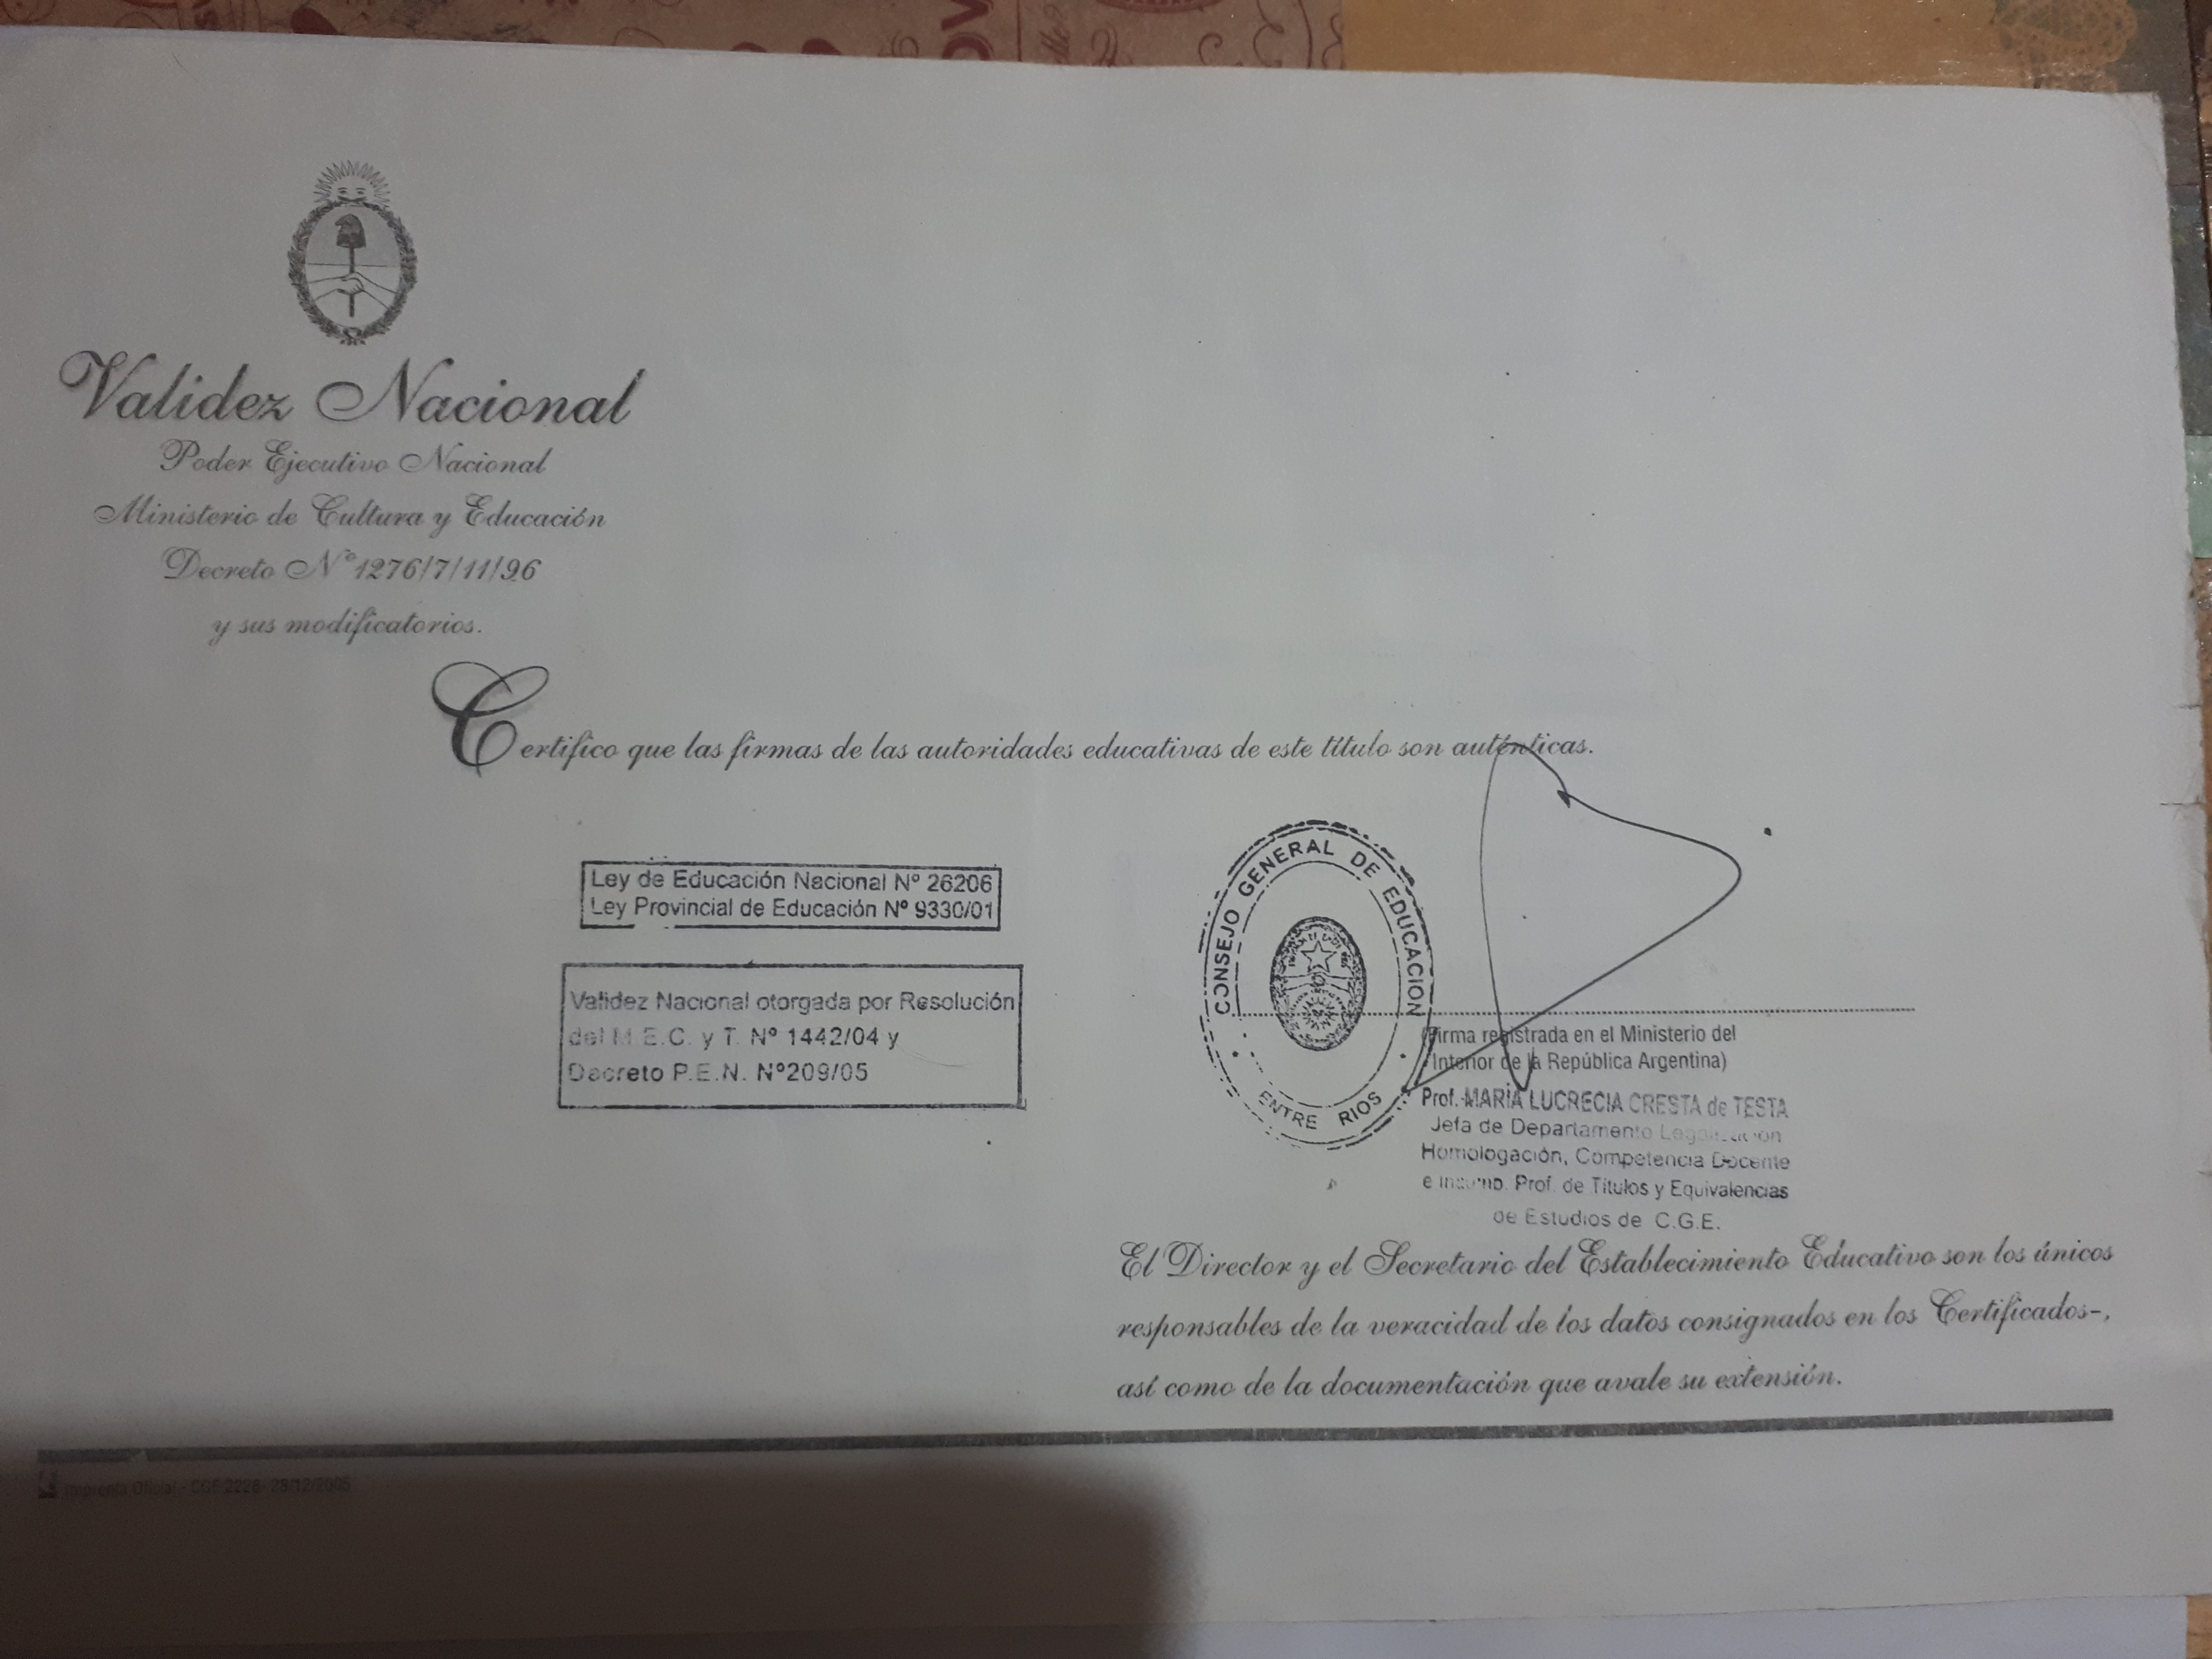 Validez Nacional
Poder Ejecutivo Nacional
Ministerio de Cultura y Educación
Decreto Nº 1276/7/11/96
y sus modificatorios.
Certifico que las firmas de las autoridades educativas de este título son auténticas.
Ley de Educación Nacional Nº 26206
Ley Provincial de Educación Nº 9330/01
Validez Nacional otorgada por Resolución
del M.E.C. y T. Nº 1442/04 y
Decreto P.E.N. Nº209/05
CONSEJO GENERAL DE EDUCACION
ENTRE RIOS
(Firma registrada en el Ministerio del
Interior de la República Argentina)
Prof. MARÍA LUCRECIA CRESTA de TESTA
Jefa de Departamento Legalización
Homologación, Competencia Docente
e Prof. de Títulos y Equivalencias
de Estudios de C.G.E.
El Director y el Secretario del Establecimiento Educativo son los únicos
responsables de la veracidad de los datos consignados en los Certificados-,
así como de la documentación que avale su extensión.
Imprenta Oficial - CGE 28/12/2005